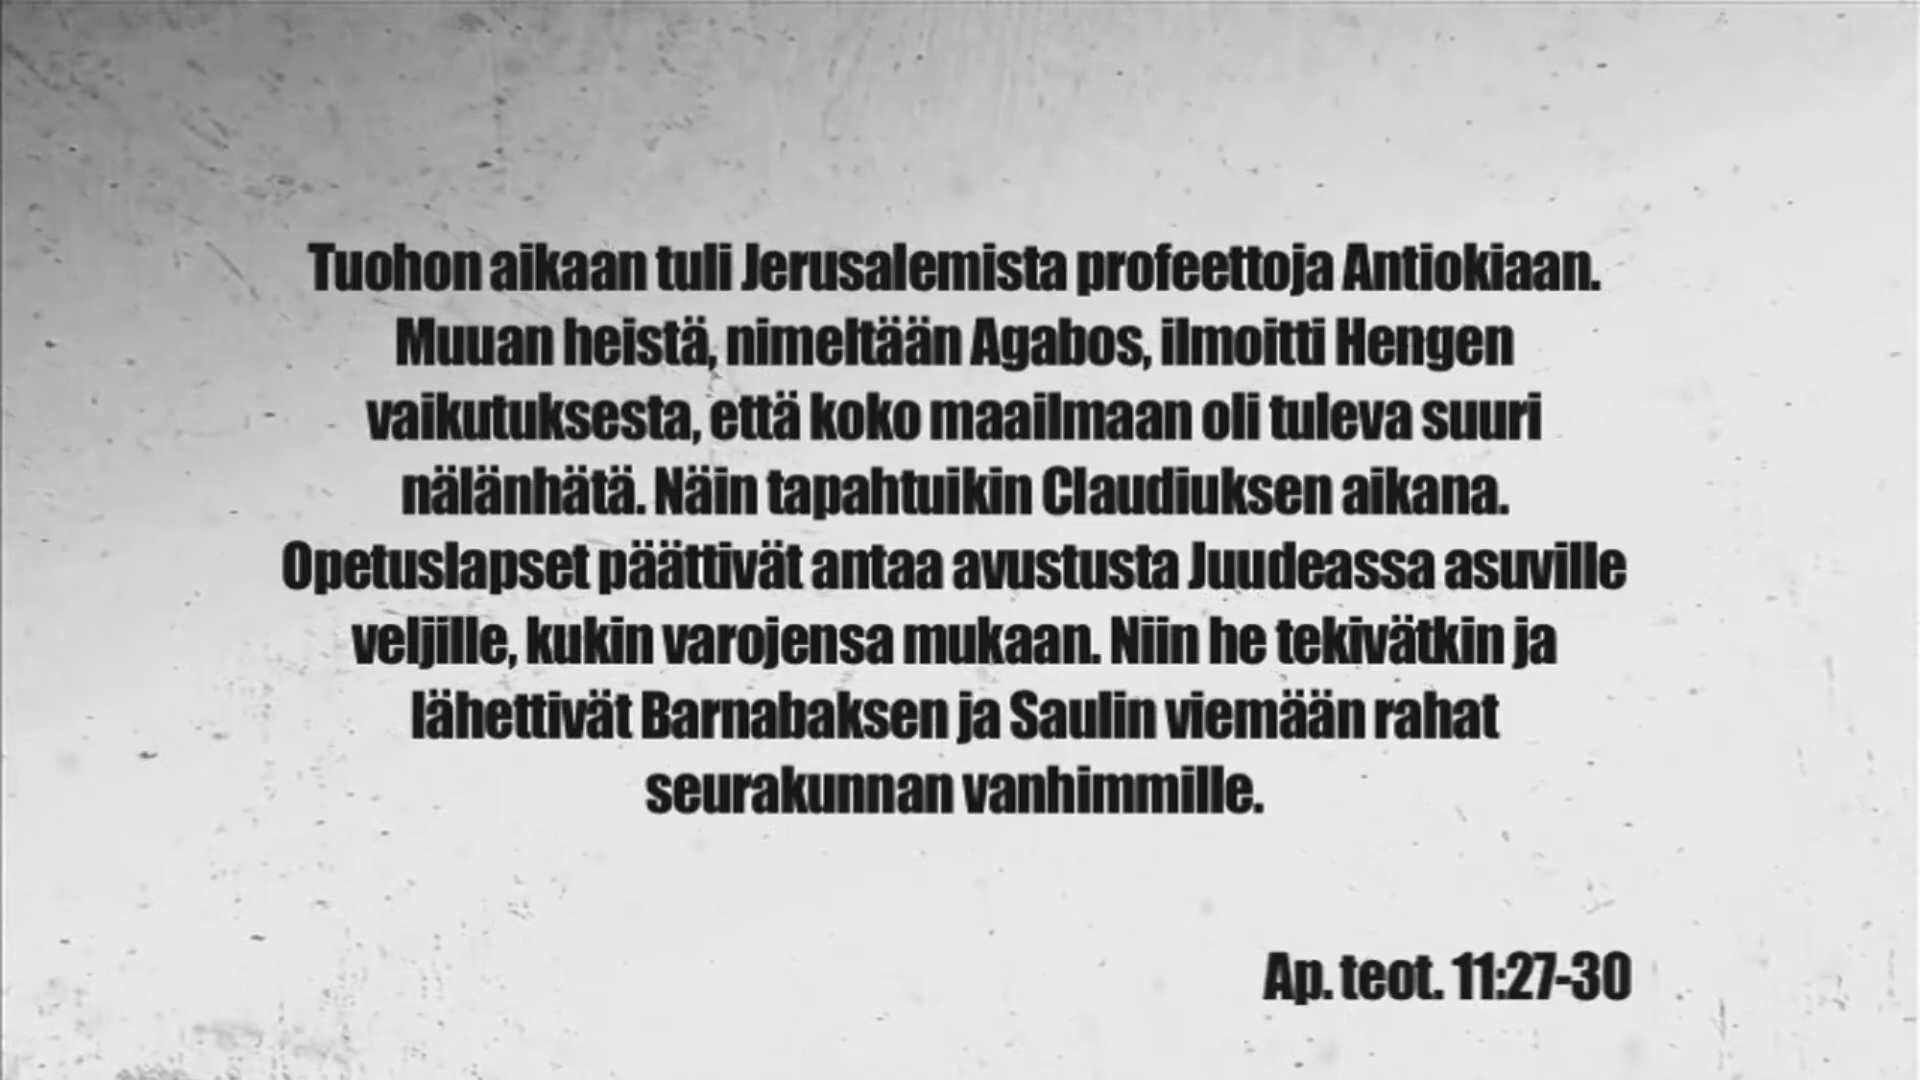 Tuohon aikaan tuli Jerusalemista profeettoja Antiokiaan.
Muuan heistä, nimeltään Agabos, ilmoitti Hengen
vaikutuksesta, että koko maailmaan oli tuleva suuri
nälänhätä. Näin tapahtuikin Claudiuksen aikana.
Opetuslapset päättivät antaa avustusta Juudeassa asuville
veljille, kukin varojensa mukaan. Niin he tekivätkin ja
lähettivät Barnabaksen ja Saulin viemään rahat
seurakunnan vanhimmille.
Ap. teot. 11:27-30